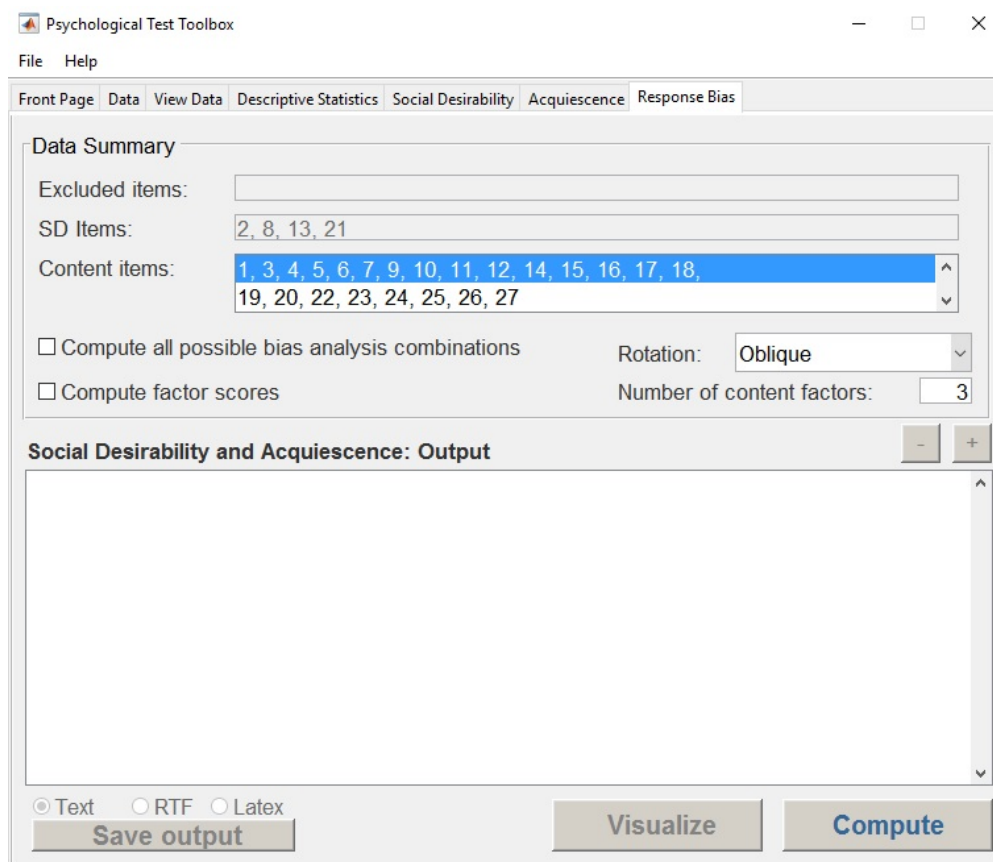 Psychological Test Toolbox
File Help
Front Page Data View Data Descriptive Statistics Social Desirability Acquiescence Response Bias
Data Summary
Excluded items:
SD Items: 2, 8, 13, 21
Content items: 1, 3, 4, 5, 6, 7, 9, 10, 11, 12, 14, 15, 16, 17, 18,
19, 20, 22, 23, 24, 25, 26, 27
Compute all possible bias analysis combinations Rotation: Oblique
Compute factor scores Number of content factors: 3
Social Desirability and Acquiescence: Output - +
Text RTF Latex
Save output Visualize Compute